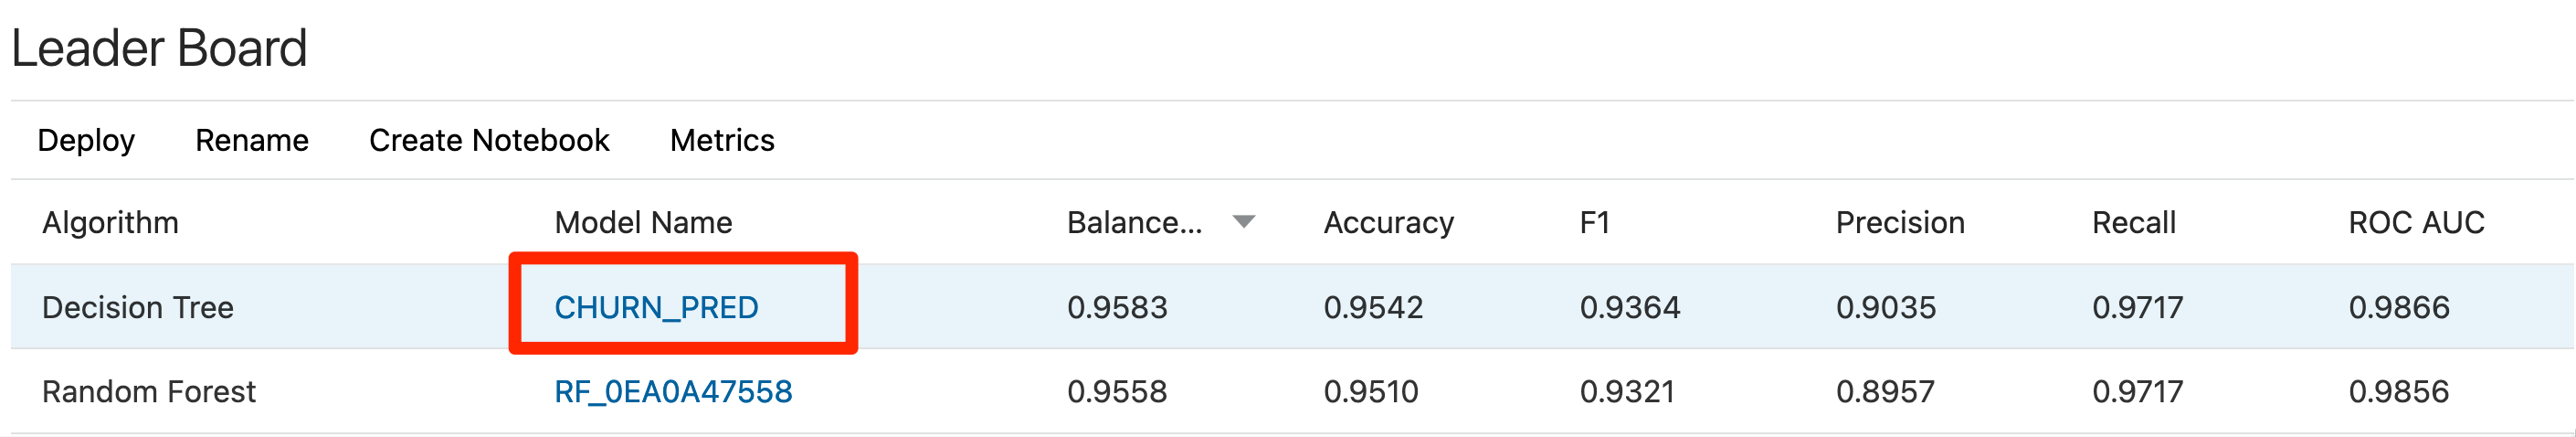 Leader Board
Deploy Rename Create Notebook Metrics
Algorithm Model Name Balance... Accuracy F1 Precision Recall ROC AUC
Decision Tree CHURN_PRED 0.9583 0.9542 0.9364 0.9035 0.9717 0.9866
Random Forest RF_0EA0A47558 0.9558 0.9510 0.9321 0.8957 0.9717 0.9856